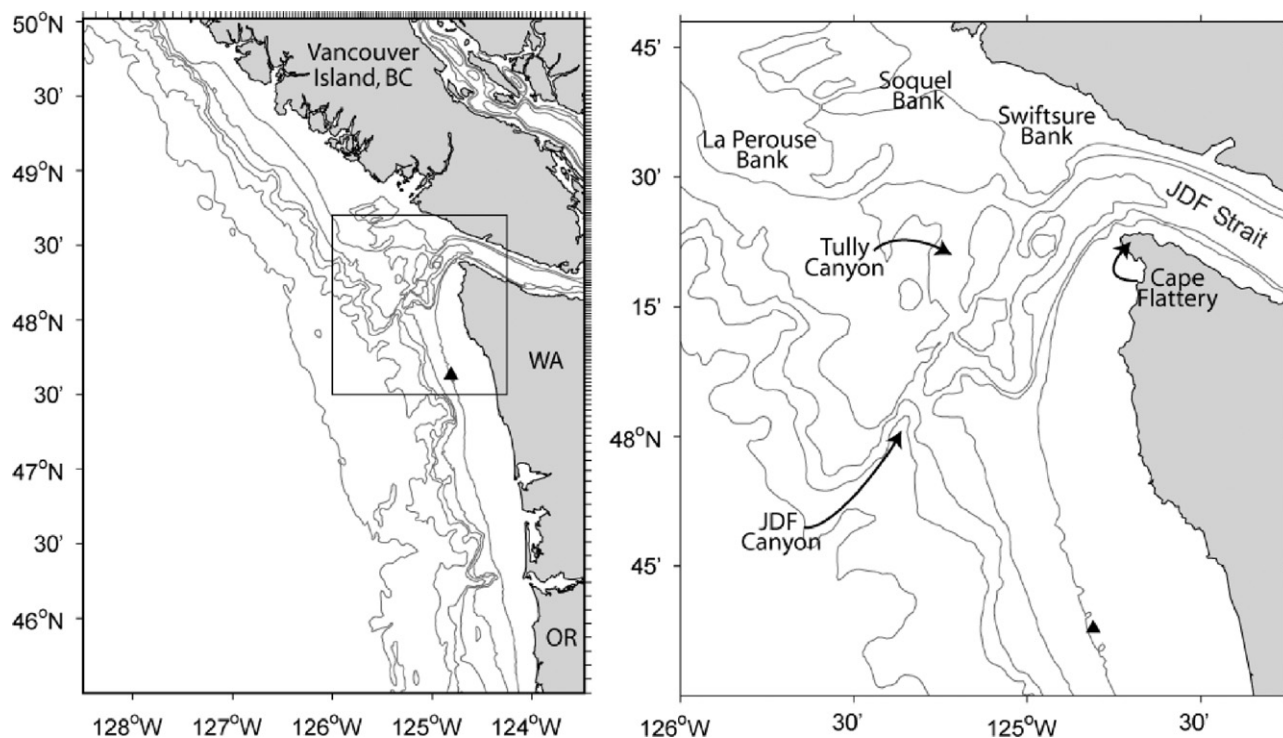 50°N
30'
49°N
30'
48°N
30'
47°N
30'
46°N
128°W
127°W
126°W
125°W
124°W
Vancouver
Island, BC
WA
OR
45'
30'
15'
48°N
45'
126°W
30'
125°W
30'
Soquel
Bank
Swiftsure
Bank
La Perouse
Bank
JDF Strait
Tully
Canyon
Cape
Flattery
JDF
Canyon